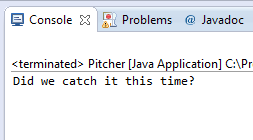 Console Problems @ Javadoc
<terminated> Pitcher [Java Application] C:\Pr
Did we catch it this time?